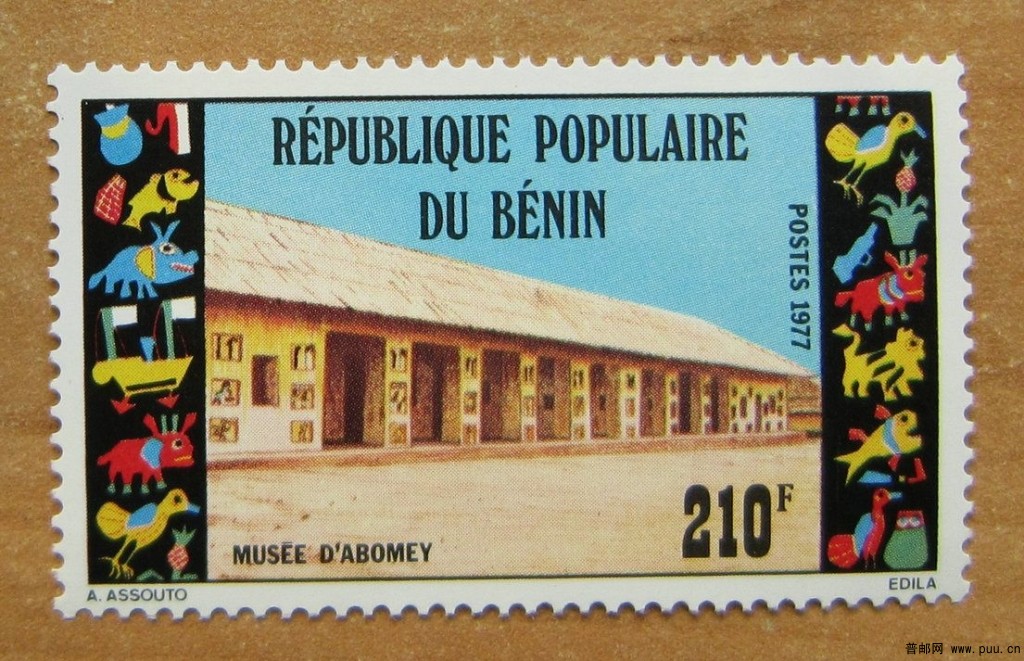 RÉPUBLIQUE POPULAIRE
DU BÉNIN
POSTES 1977
210F
MUSÉE D'ABOMEY
A. ASSOUTO
EDILA
普邮网 www.puu.cn